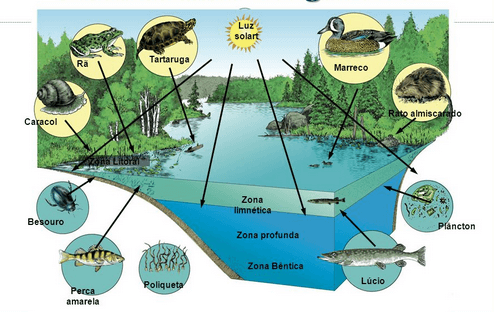 Luz
solart
Rã
Tartaruga
Marreco
Caracol
Rato almiscarado
Zona Litoral
Besouro
Zona
limnética
Plâncton
Zona profunda
Zona Bêntica
Perca
amarela
Poliqueta
Lúcio